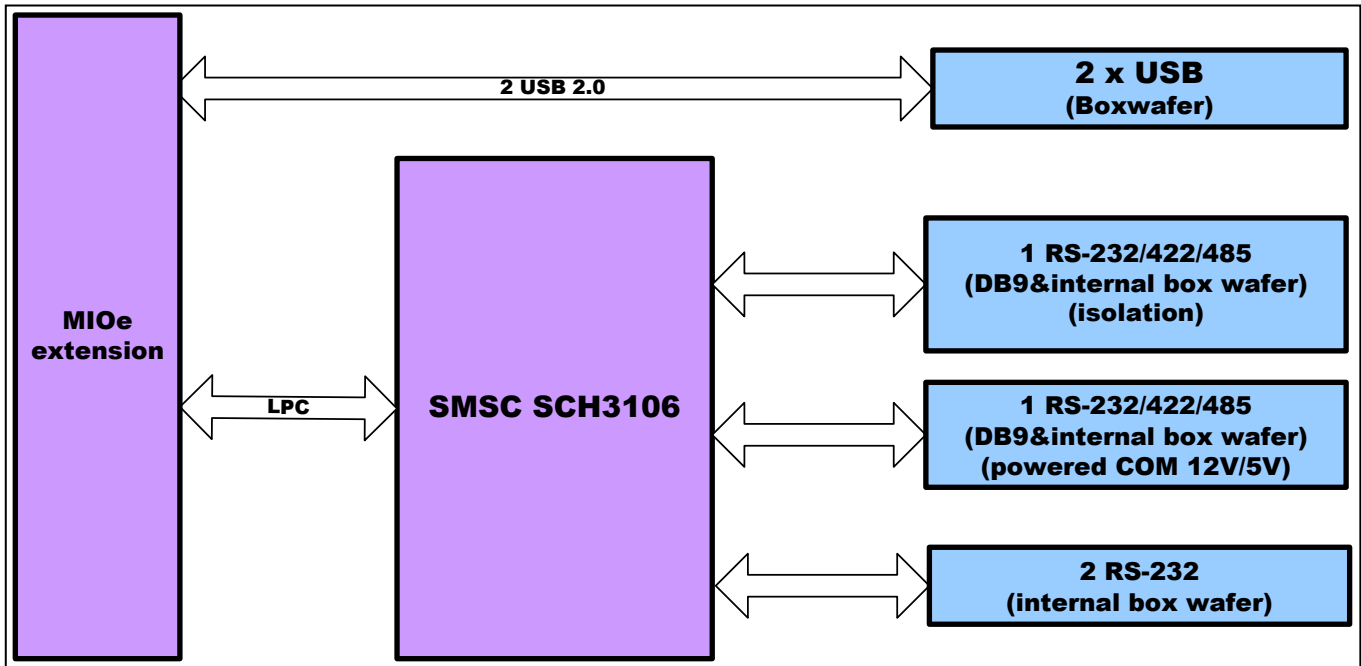 MIOe
extension
2 USB 2.0
2 x USB
(Boxwafer)
LPC
SMSC SCH3106
1 RS-232/422/485
(DB9&internal box wafer)
(isolation)
1 RS-232/422/485
(DB9&internal box wafer)
(powered COM 12V/5V)
2 RS-232
(internal box wafer)